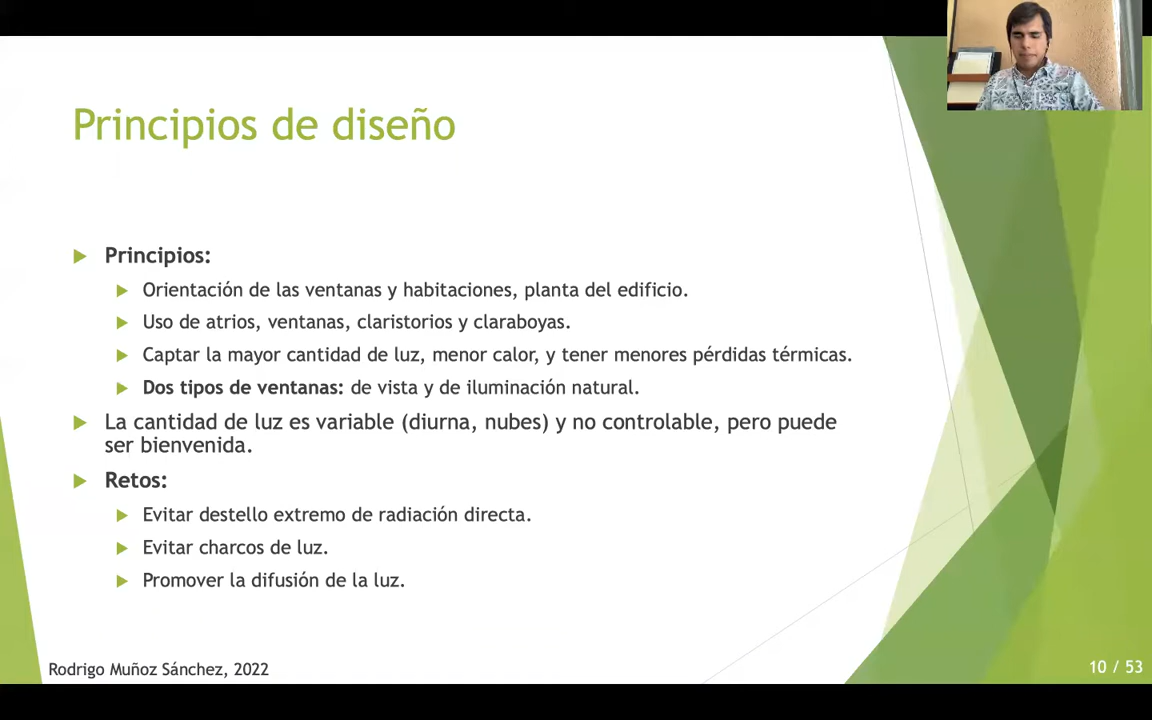 Principios de diseño
Principios:
Orientación de las ventanas y habitaciones, planta del edificio.
Uso de atrios, ventanas, claristorios y claraboyas.
Captar la mayor cantidad de luz, menor calor, y tener menores pérdidas térmicas.
Dos tipos de ventanas: de vista y de iluminación natural.
La cantidad de luz es variable (diurna, nubes) y no controlable, pero puede
ser bienvenida.
Retos:
Evitar destello extremo de radiación directa.
Evitar charcos de luz.
Promover la difusión de la luz.
Rodrigo Muñoz Sánchez, 2022
10 / 53